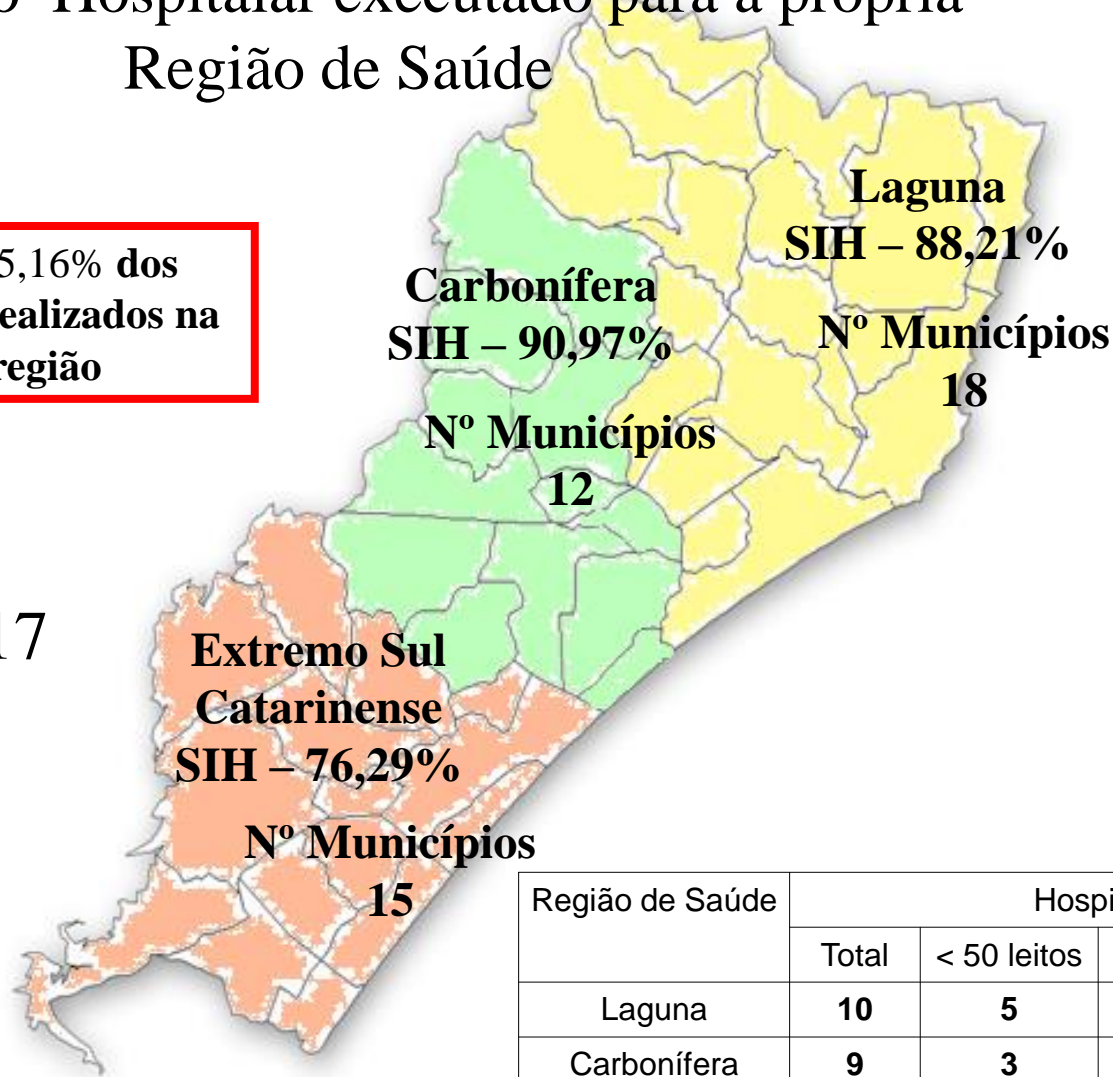 Hospitalar executado para a própria
Região de Saúde
5,16% dos
realizados na
região
Laguna
SIH – 88,21%
Nº Municípios
18
Carbonífera
SIH – 90,97%
Nº Municípios
12
17
Extremo Sul
Catarinense
SIH – 76,29%
Nº Municípios
15
Região de Saúde Hospi
Total < 50 leitos
Laguna 10 5
Carbonífera 9 3